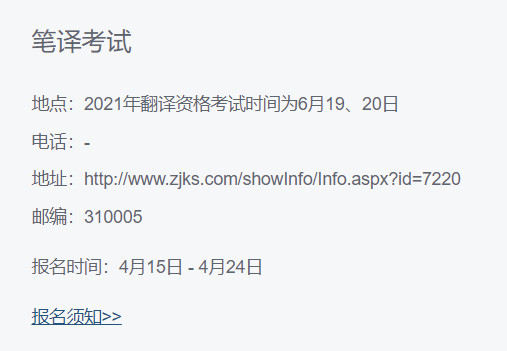 笔译考试
地点：2021年翻译资格考试时间为6月19、20日
电话：-
地址：http://www.zjks.com/showInfo/Info.aspx?id=7220
邮编：310005
报名时间：4月15日 - 4月24日
报名须知>>